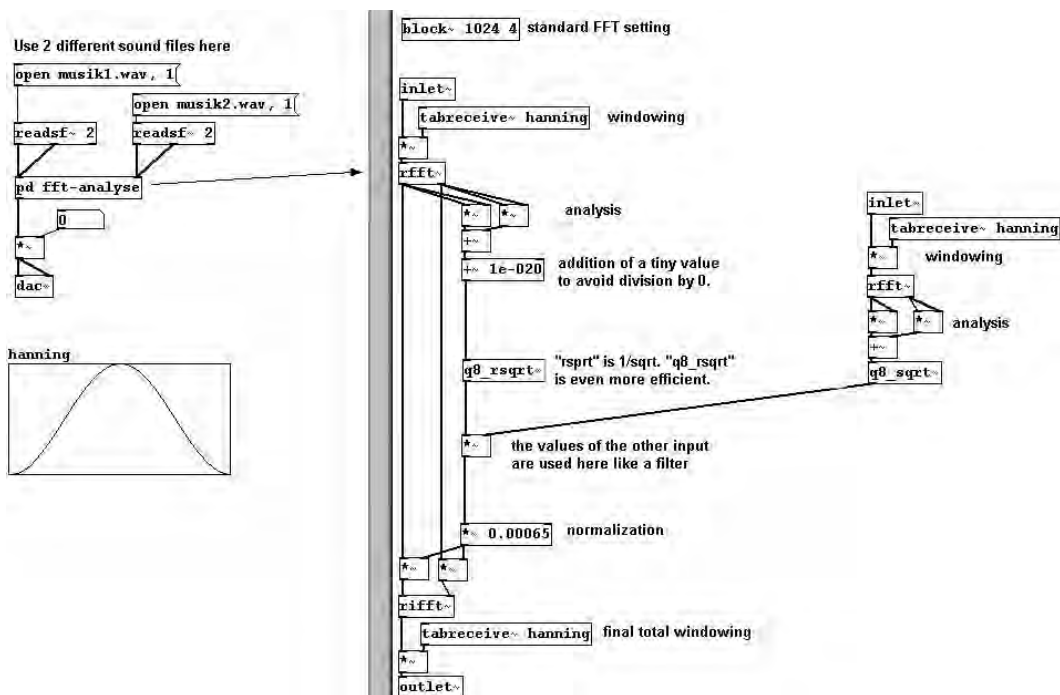 Use 2 different sound files here
open musik1.wav, 1
open musik2.wav, 1
readsf~ 2
readsf~ 2
pd fft-analyse
0
*~
dac~
hanning
block~ 1024 4
standard FFT setting
inlet~
tabreceive~ hanning
windowing
*~
rfft~
*~
*~
analysis
+~
+~ 1e-020
addition of a tiny value
to avoid division by 0.
q8_rsqrt~
"rsprt" is 1/sqrt. "q8_rsqrt"
is even more efficient.
*~
the values of the other input
are used here like a filter
*~ 0.00065
normalization
*~
*~
rifft~
tabreceive~ hanning
final total windowing
*~
outlet~
inlet~
tabreceive~ hanning
*~
windowing
rfft~
*~
*~
analysis
+~
q8_sqrt~